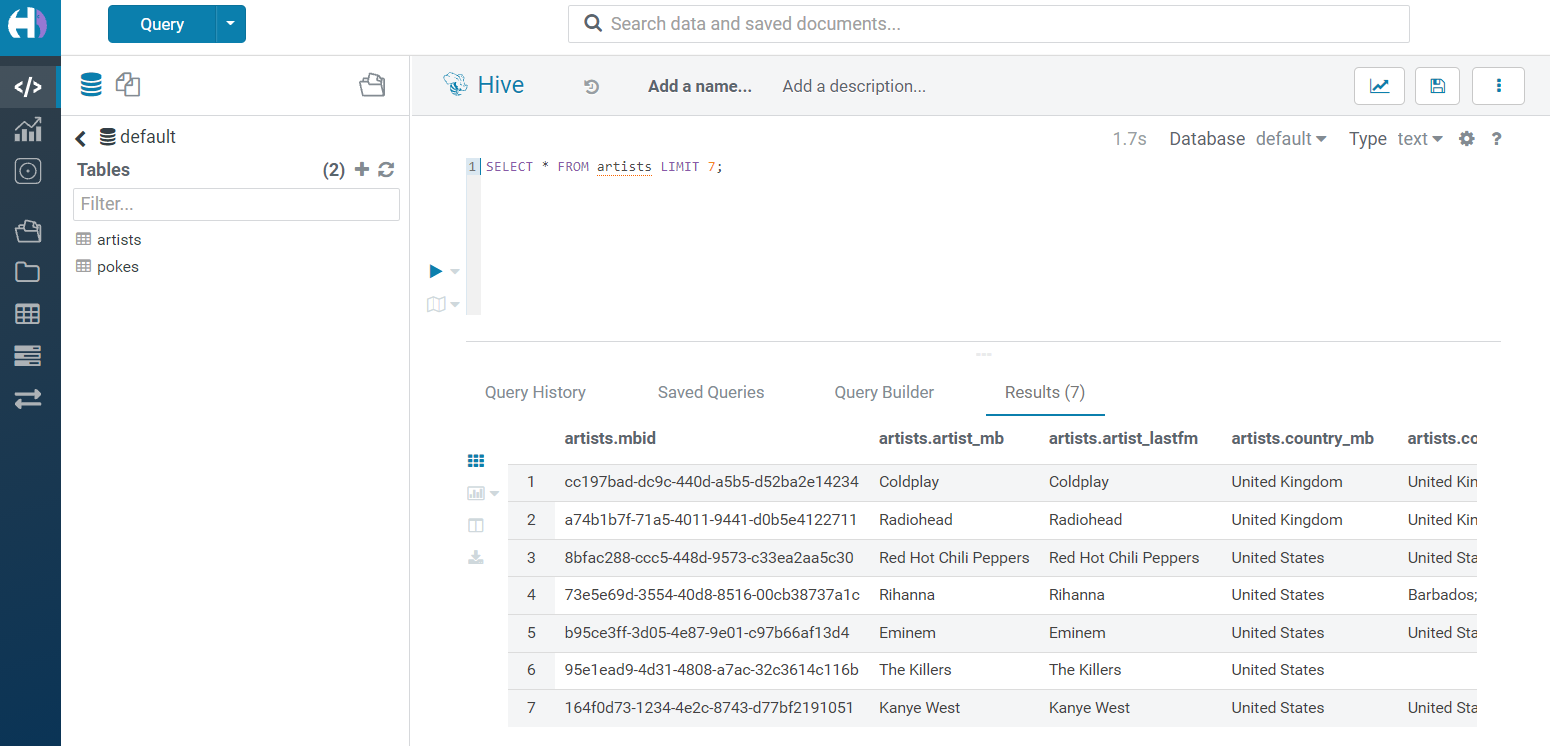 Query
Search data and saved documents...
Hive
Add a name...
Add a description...
default
Tables
(2)
Filter...
artists
pokes
1.7s
Database
default
Type
text
?
1
SELECT * FROM artists LIMIT 7;
Query History
Saved Queries
Query Builder
Results (7)
artists.mbid artists.artist_mb artists.artist_lastfm artists.country_mb artists.co
1 cc197bad-dc9c-440d-a5b5-d52ba2e14234 Coldplay Coldplay United Kingdom United Kin
2 a74b1b7f-71a5-4011-9441-d0b5e4122711 Radiohead Radiohead United Kingdom United Kin
3 8bfac288-ccc5-448d-9573-c33ea2aa5c30 Red Hot Chili Peppers Red Hot Chili Peppers United States United Sta
4 73e5e69d-3554-40d8-8516-00cb38737a1c Rihanna Rihanna United States Barbados;
5 b95ce3ff-3d05-4e87-9e01-c97b66af13d4 Eminem Eminem United States United Sta
6 95e1ead9-4d31-4808-a7ac-32c3614c116b The Killers The Killers United States
7 164f0d73-1234-4e2c-8743-d77bf2191051 Kanye West Kanye West United States United Sta